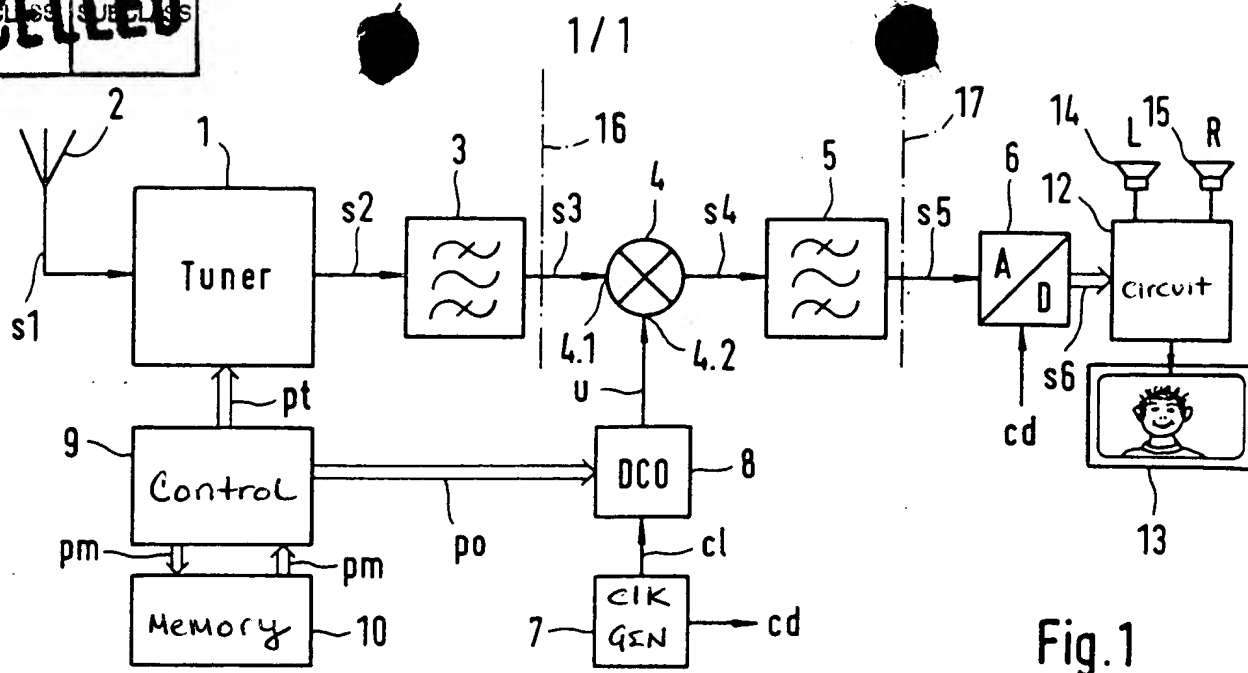 CLASS SUBCLASS
1/1
2
1
3
16
4
5
17
6
14
15
L
R
12
s1
Tuner
s2
s3
4.1
4.2
s4
s5
A
D
s6
Circuit
pt
u
cd
13
9
Control
po
DCO
8
pm
pm
cl
Memory
10
7
ClK
GEN
cd
Fig.1